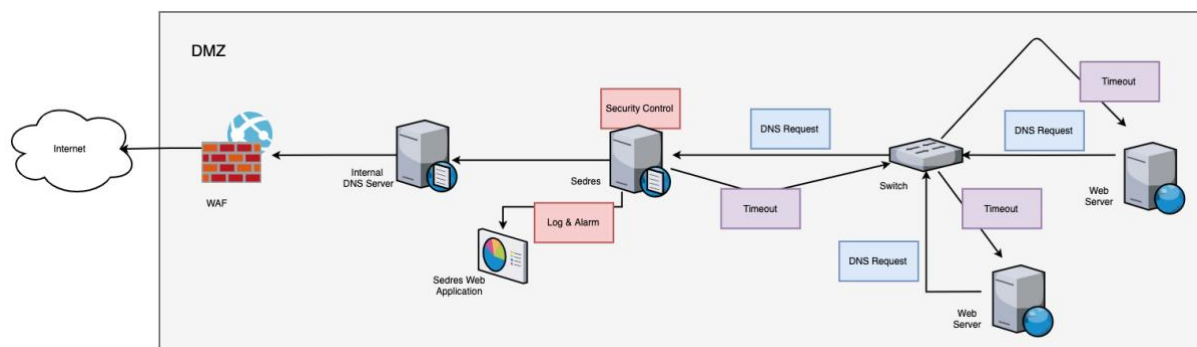 DMZ
Internet
WAF
Internal
DNS Server
Security Control
Sedres
Log & Alarm
Sedres Web
Application
DNS Request
Timeout
Switch
Timeout
DNS Request
Web
Server
Timeout
DNS Request
Web
Server